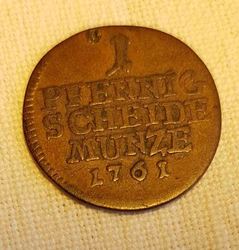 1
PFENNIG
SCHEIDE
MUNZE
1761